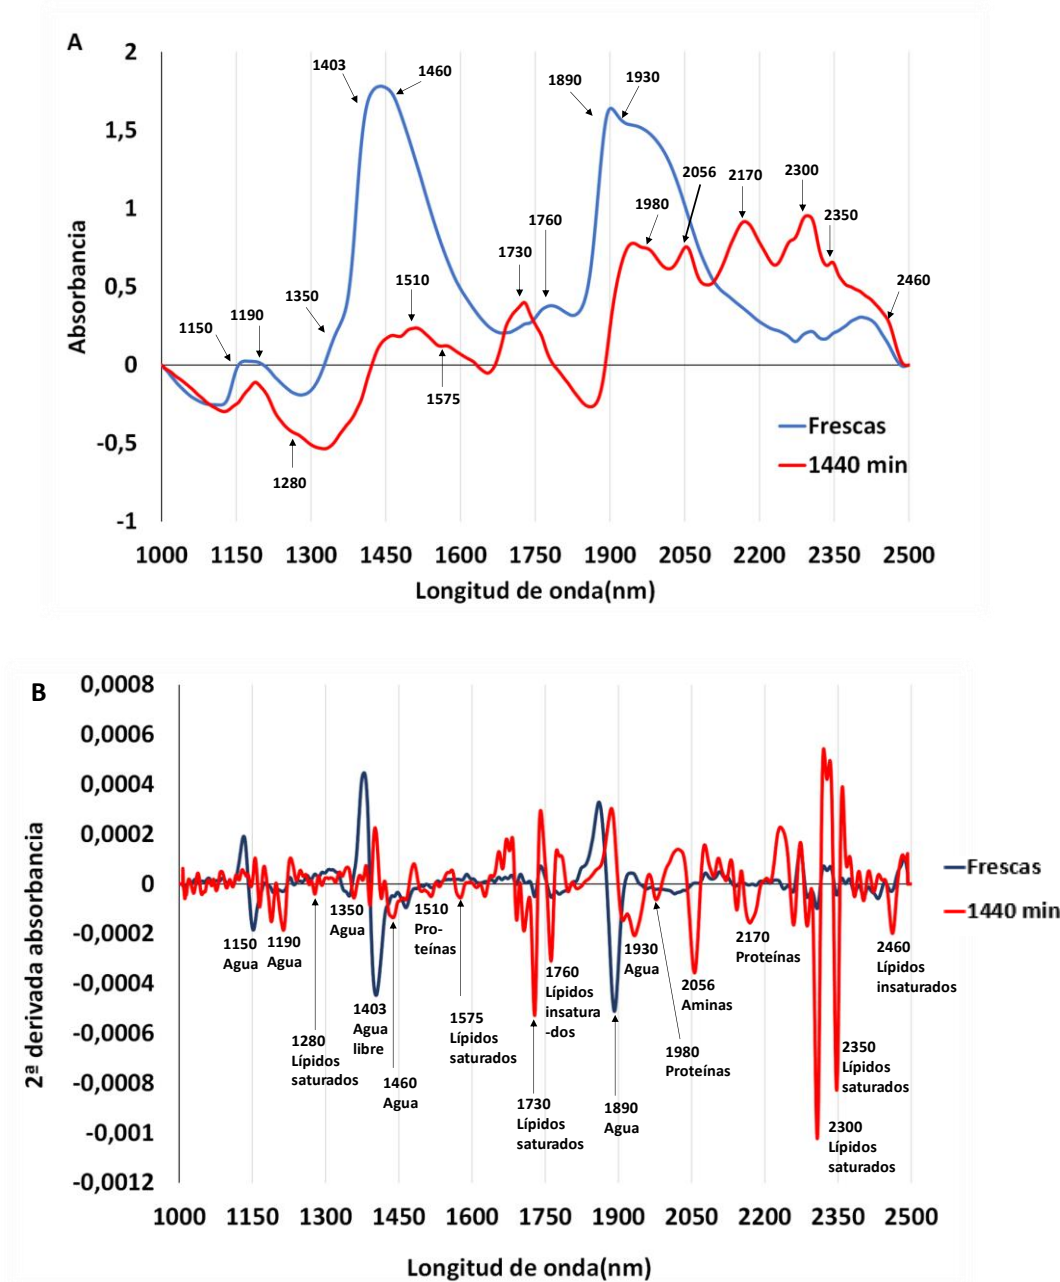 A
2
1,5
1
0,5
0
-0,5
-1
Absorbancia
1403
1460
1890
1930
2056
2170
2300
1980
2350
1760
1730
1510
1350
1190
1150
2460
1575
1280
Frescas
1440 min
1000 1150 1300 1450 1600 1750 1900 2050 2200 2350 2500
Longitud de onda(nm)
B
0,0008
0,0006
0,0004
0,0002
0
-0,0002
-0,0004
-0,0006
-0,0008
-0,001
-0,0012
2ª derivada absorbancia
1150
Agua
1190
Agua
1280
Lípidos
saturados
1350
Agua
1403
Agua
libre
1460
Agua
1510
Pro-
teínas
1575
Lípidos
saturados
1730
Lípidos
saturados
1760
Lípidos
insatura
-dos
1890
Agua
1930
Agua
1980
Proteínas
2056
Aminas
2170
Proteínas
2300
Lípidos
saturados
2350
Lípidos
saturados
2460
Lípidos
insaturados
Frescas
1440 min
1000 1150 1300 1450 1600 1750 1900 2050 2200 2350 2500
Longitud de onda(nm)